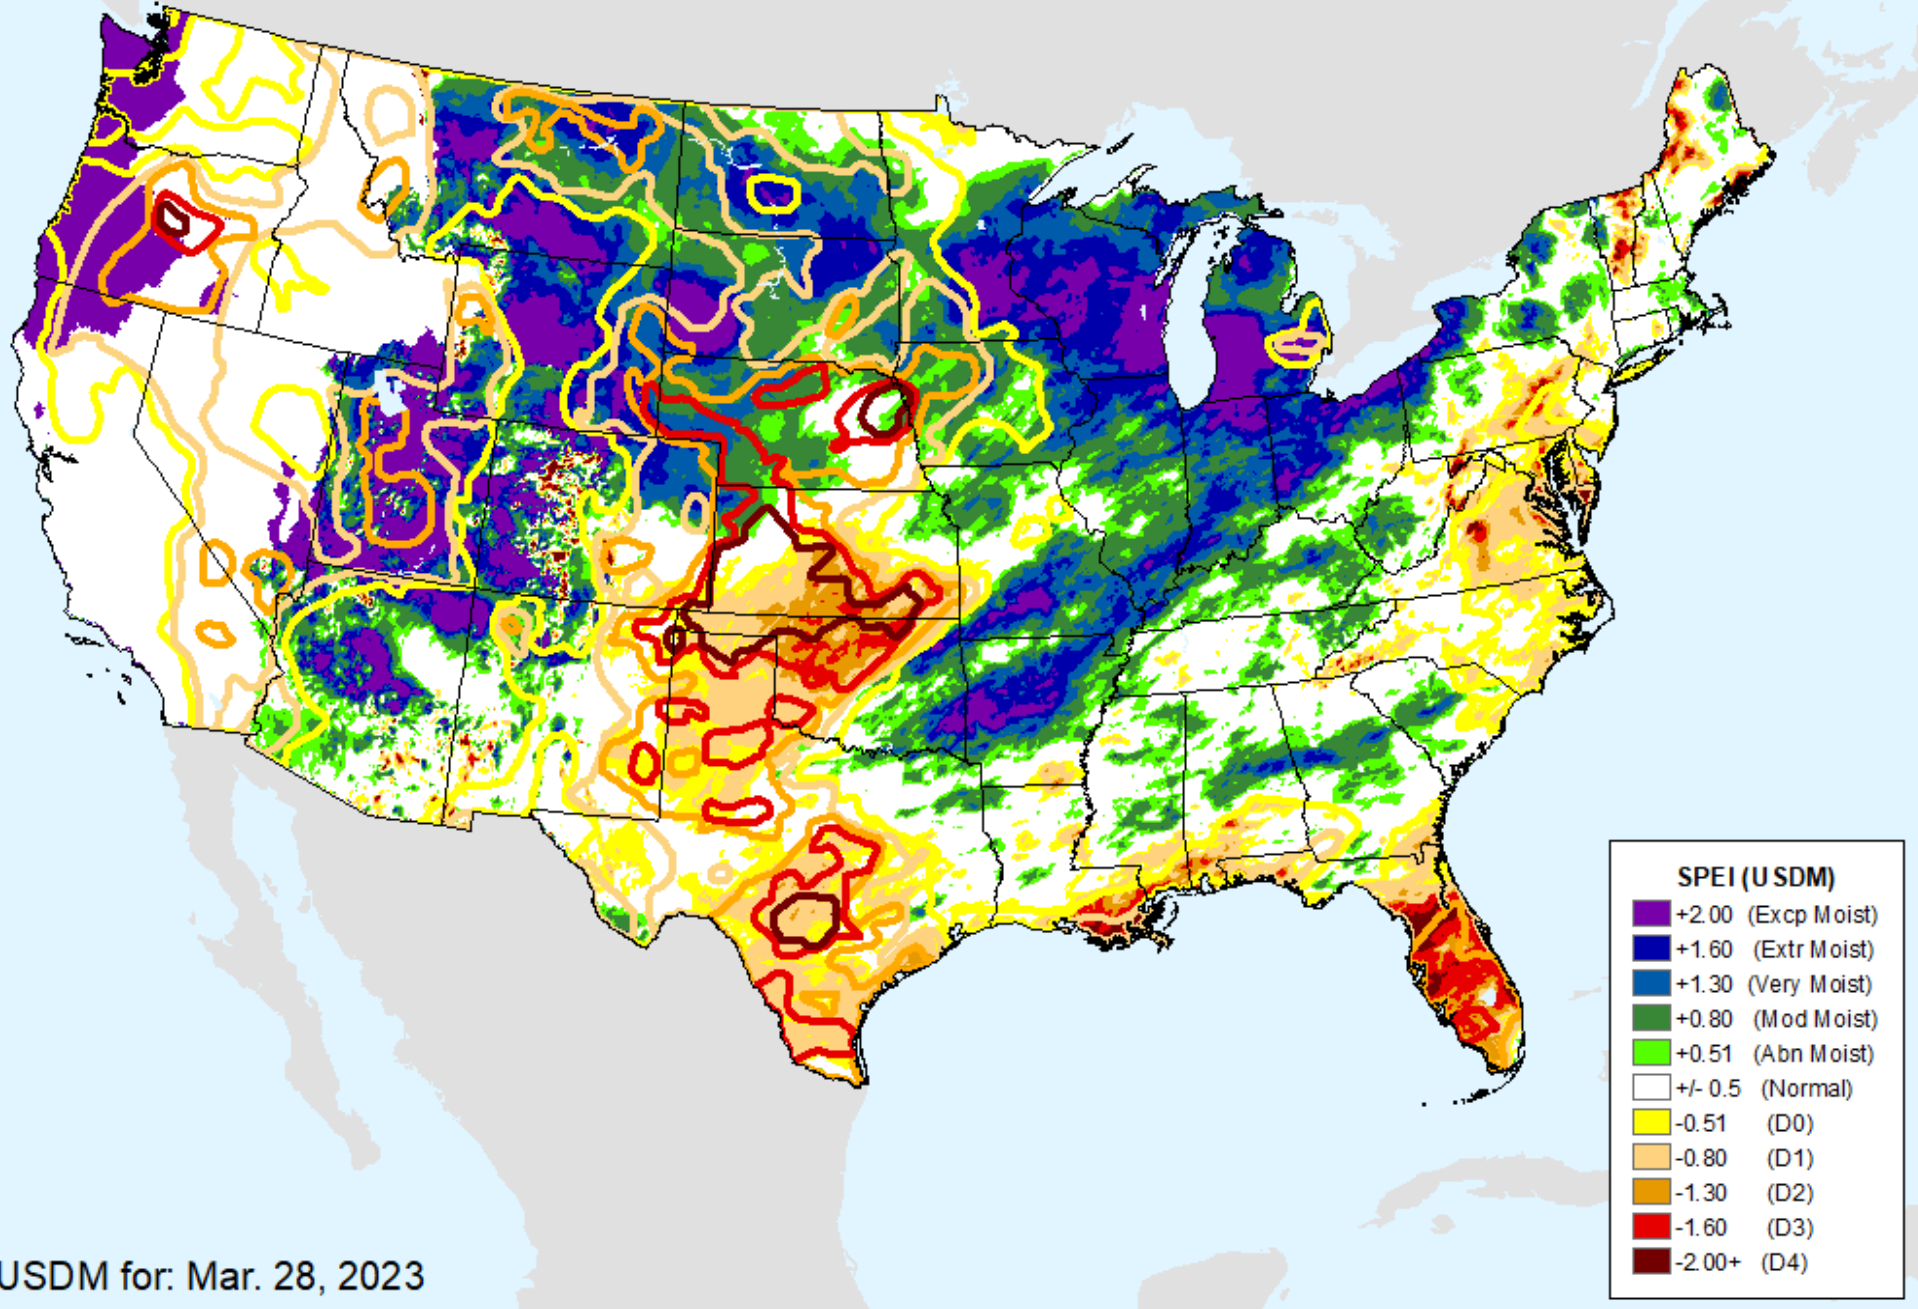 SPEI (USDM)
+2.00 (Excp Moist)
+1.60 (Extr Moist)
+1.30 (Very Moist)
+0.80 (Mod Moist)
+0.51 (Abn Moist)
+/- 0.5 (Normal)
-0.51 (D0)
-0.80 (D1)
-1.30 (D2)
-1.60 (D3)
-2.00+ (D4)
USDM for: Mar. 28, 2023